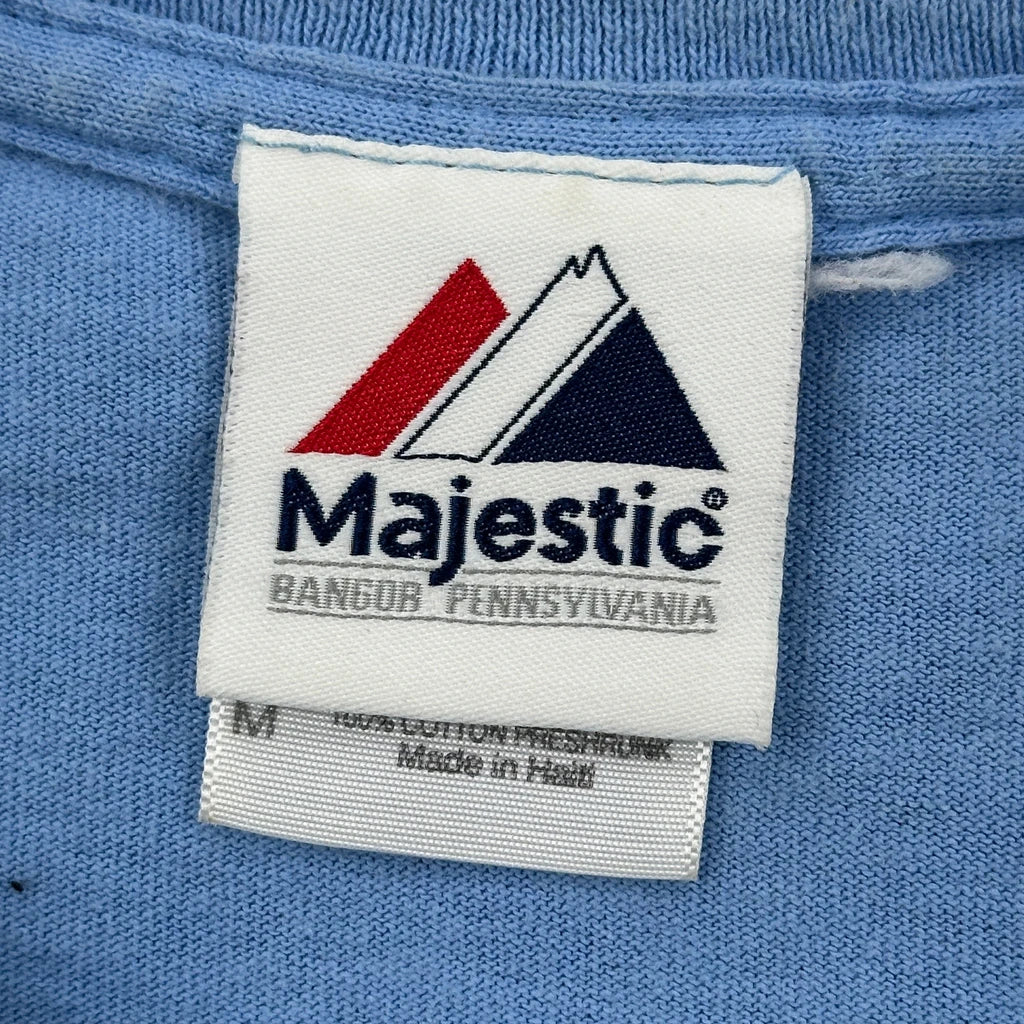 Majestic®
BANGOR PENNSYLVANIA
M
100% COTTON PRESHRUNK
Made in Haiti